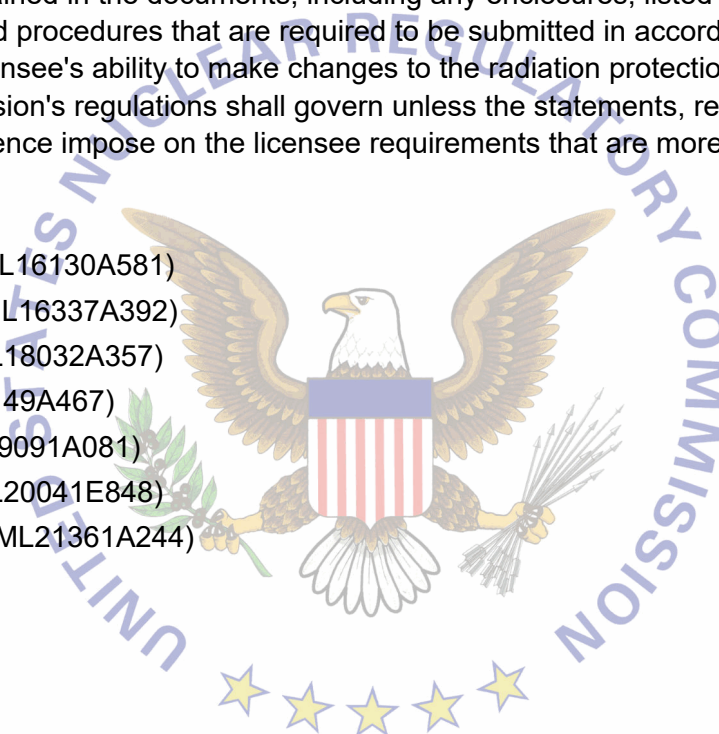 ained in the documents, including any enclosures, listed
d procedures that are required to be submitted in accord
nsee's ability to make changes to the radiation protectio
sion's regulations shall govern unless the statements, re
ence impose on the licensee requirements that are more
L16130A581)
L16337A392)
18032A357)
49A467)
9091A081)
20041E848)
ML21361A244)
UNITED STATES NUCLEAR REGULATORY COMMISSION